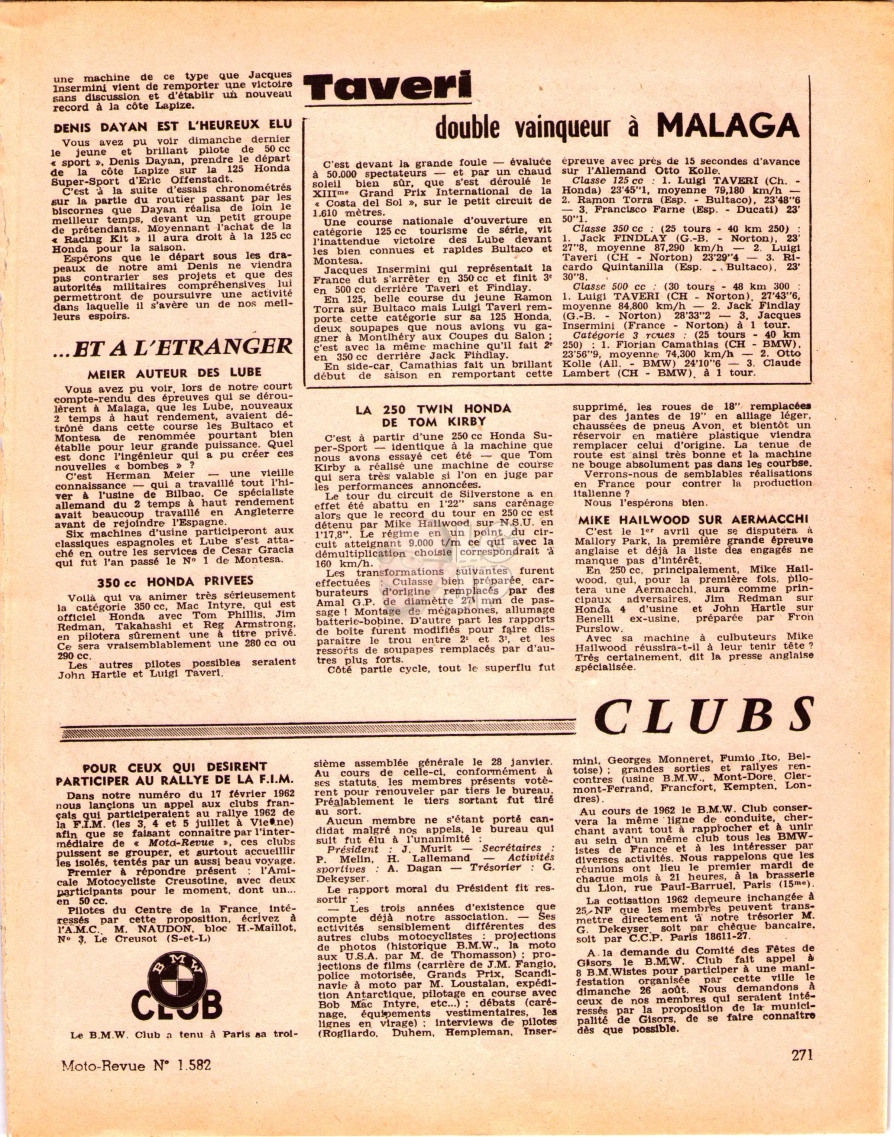 une machine de ce type que Jacques
Insermini vient de remporter une victoire
sans discussion et d'établir un nouveau
record à la côte Lapize.
DENIS DAYAN EST L'HEUREUX ELU
Vous avez pu voir dimanche dernier
le jeune et brillant pilote de 50 cc
« sport », Denis Dayan, prendre le départ
de la côte Lapize sur la 125 Honda
Super-Sport d'Eric Offenstadt.
C'est à la suite d'essais chronométrés
sur la partie du routier passant par les
biscornes que Dayan réalisa de loin le
meilleur temps, devant un petit groupe
de prétendants. Moyennant l'achat de la
« Racing Kit » il aura droit à la 125 cc
Honda pour la saison.
Espérons que le départ sous les dra-
peaux de notre ami Denis ne viendra
pas contrarier ses projets et que des
autorités militaires compréhensives lui
permettront de poursuivre une activité
dans laquelle il s'avère un de nos meil-
leurs espoirs.
...ET A L'ETRANGER
MEIER AUTEUR DES LUBE
Vous avez pu voir, lors de notre court
compte-rendu des épreuves qui se dérou-
lèrent à Malaga, que les Lube, nouveaux
2 temps à haut rendement, avaient dé-
trôné dans cette course les Bultaco et
Montesa de renommée pourtant bien
établie pour leur grande puissance. Quel
est donc l'ingénieur qui a pu créer ces
nouvelles « bombes » ?
C'est Herman Meier — une vieille
connaissance — qui a travaillé tout l'hi-
ver à l'usine de Bilbao. Ce spécialiste
allemand du 2 temps à haut rendement
avait beaucoup travaillé en Angleterre
avant de rejoindre l'Espagne.
Six machines d'usine participeront aux
classiques espagnoles et Lube s'est atta-
ché en outre les services de Cesar Gracia
qui fut l'an passé le N° 1 de Montesa.
350 cc HONDA PRIVEES
Voilà qui va animer très sérieusement
la catégorie 350 cc, Mac Intyre, qui est
officiel Honda avec Tom Phillis, Jim
Redman, Takahashi et Reg Armstrong,
en pilotera sûrement une à titre privé.
Ce sera vraisemblablement une 280 cc ou
290 cc.
Les autres pilotes possibles seraient
John Hartle et Luigi Taveri.
Taveri
double vainqueur à MALAGA
C'est devant la grande foule — évaluée
à 50.000 spectateurs — et par un chaud
soleil bien sûr, que s'est déroulé le
XIIIme Grand Prix International de la
« Costa del Sol », sur le petit circuit de
1.610 mètres.
Une course nationale d'ouverture en
catégorie 125 cc tourisme de série, vit
l'inattendue victoire des Lube devant
les bien connues et rapides Bultaco et
Montesa.
Jacques Insermini qui représentait la
France dut s'arrêter en 350 cc et finit 3e
en 500 cc derrière Taveri et Findlay.
En 125, belle course du jeune Ramon
Torra sur Bultaco mais Luigi Taveri rem-
porte cette catégorie sur sa 125 Honda,
deux soupapes que nous avions vu ga-
gner à Montlhéry aux Coupes du Salon ;
c'est avec la même machine qu'il fait 2e
en 350 cc derrière Jack Findlay.
En side-car, Camathias fait un brillant
début de saison en remportant cette
épreuve avec près de 15 secondes d'avance
sur l'Allemand Otto Kolle.
Classe 125 cc : 1. Luigi TAVERI (Ch. -
Honda) 23'45"1, moyenne 79,180 km/h —
2. Ramon Torra (Esp. - Bultaco), 23'48"6
— 3, Francisco Farne (Esp. - Ducati) 23'
50"1.
Classe 350 cc : (25 tours - 40 km 250) :
1. Jack FINDLAY (G.-B. - Norton), 23'
27"8, moyenne 87,290 km/h — 2. Luigi
Taveri (CH - Norton) 23'29"4 — 3. Ri-
cardo Quintanilla (Esp. - Bultaco), 23'
30"8.
Classe 500 cc : (30 tours - 48 km 300 :
1. Luigi TAVERI (CH - Norton), 27'43"6,
moyenne 84,800 km/h — 2. Jack Findlay
(G.-B. - Norton) 28'33"2 — 3, Jacques
Insermini (France - Norton) à 1 tour.
Catégorie 3 roues : (25 tours - 40 km
250) : 1. Florian Camathias (CH - BMW),
23'56"9, moyenne 74,300 km/h — 2. Otto
Kolle (All. - BMW) 24'10"6 — 3. Claude
Lambert (CH - BMW), à 1 tour.
LA 250 TWIN HONDA
DE TOM KIRBY
C'est à partir d'une 250 cc Honda Su-
per-Sport — identique à la machine que
nous avons essayé cet été — que Tom
Kirby a réalisé une machine de course
qui sera très valable si l'on en juge par
les performances annoncées.
Le tour du circuit de Silverstone a en
effet été abattu en 1'22" sans carénage
alors que le record du tour en 250 cc est
détenu par Mike Hailwood sur N.S.U. en
1'17,8". Le régime en un point du cir-
cuit atteignant 9.000 t/m ce qui avec la
démultiplication choisie correspondrait à
160 km/h.
Les transformations suivantes furent
effectuées : Culasse bien préparée, car-
burateurs d'origine remplacés par des
Amal G.P. de diamètre 27 mm de pas-
sage ! Montage de mégaphones, allumage
batterie-bobine. D'autre part les rapports
de boîte furent modifiés pour faire dis-
paraître le trou entre 2e et 3e, et les
ressorts de soupapes remplacés par d'au-
tres plus forts.
Côté partie cycle, tout le superflu fut
supprimé, les roues de 18" remplacées
par des jantes de 19" en alliage léger,
chaussées de pneus Avon, et bientôt un
réservoir en matière plastique viendra
remplacer celui d'origine. La tenue de
route est ainsi très bonne et la machine
ne bouge absolument pas dans les courbse.
Verrons-nous de semblables réalisations
en France pour contrer la production
italienne ?
Nous l'espérons bien.
MIKE HAILWOOD SUR AERMACCHI
C'est le 1er avril que se disputera à
Mallory Park, la première grande épreuve
anglaise et déjà la liste des engagés ne
manque pas d'intérêt.
En 250 cc, principalement, Mike Hail-
wood, qui, pour la première fois, pilo-
tera une Aermacchi, aura comme prin-
cipaux adversaires, Jim Redman sur
Honda 4 d'usine et John Hartle sur
Benelli ex-usine, préparée par Fron
Purslow.
Avec sa machine à culbuteurs Mike
Hailwood réussira-t-il à leur tenir tête ?
Très certainement, dit la presse anglaise
spécialisée.
CLUBS
POUR CEUX QUI DESIRENT
PARTICIPER AU RALLYE DE LA F.I.M.
Dans notre numéro du 17 février 1962
nous lancions un appel aux clubs fran-
çais qui participeraient au rallye 1962 de
la F.I.M. (les 3, 4 et 5 juillet à Vienne)
afin que se faisant connaître par l'inter-
médiaire de « Moto-Revue », ces clubs
puissent se grouper, et surtout accueillir
les isolés, tentés par un aussi beau voyage.
Premier à répondre présent : l'Ami-
cale Motocycliste Creusotine, avec deux
participants pour le moment, dont un...
en 50 cc.
Pilotes du Centre de la France, inté-
ressés par cette proposition, écrivez à
l'A.M.C., M. NAUDON, bloc H.-Maillot,
N° 3, Le Creusot (S-et-L)
BMW
CLUB
Le B.M.W. Club a tenu à Paris sa troi-
sième assemblée générale le 28 janvier.
Au cours de celle-ci, conformément à
ses statuts, les membres présents votè-
rent pour renouveler par tiers le bureau.
Préalablement le tiers sortant fut tiré
au sort.
Aucun membre ne s'étant porté can-
didat malgré nos appels, le bureau qui
suit fut élu à l'unanimité :
Président : J. Murit — Secrétaires :
P. Melin, H. Lallemand — Activités
sportives : A. Dagan — Trésorier : G.
Dekeyser.
Le rapport moral du Président fit res-
sortir :
— Les trois années d'existence que
compte déjà notre association. — Ses
activités sensiblement différentes des
autres clubs motocyclistes : projections
de photos (historique B.M.W., la moto
aux U.S.A. par M. de Thomasson) ; pro-
jections de films (carrière de J.M. Fangio,
police motorisée, Grands Prix, Scandi-
navie à moto par M. Loustalan, expédi-
tion Antarctique, pilotage en course avec
Bob Mac Intyre, etc...) ; débats (caré-
nage, équipements vestimentaires, les
lignes en virage) ; interviews de pilotes
(Rogliardo, Duhem, Hempleman, Inser-
mini, Georges Monneret, Fumio Ito, Bel-
toise) ; grandes sorties et rallyes ren-
contres (usine B.M.W., Mont-Dore, Cler-
mont-Ferrand, Francfort, Kempten, Lon-
dres).
Au cours de 1962 le B.M.W. Club conser-
vera la même ligne de conduite, cher-
chant avant tout à rapprocher et à unir
au sein d'un même club tous les BMW-
istes de France et à les intéresser par
diverses activités. Nous rappelons que les
réunions ont lieu le premier mardi de
chaque mois à 21 heures, à la brasserie
du Lion, rue Paul-Barruel, Paris (15me).
La cotisation 1962 demeure inchangée à
25 NF que les membres peuvent trans-
mettre directement à notre trésorier M.
G. Dekeyser soit par chèque bancaire,
soit par C.C.P. Paris 18611-27.
A la demande du Comité des Fêtes de
Gisors le B.M.W. Club fait appel à
8 B.M.Wistes pour participer à une mani-
festation organisée par cette ville le
dimanche 26 août. Nous demandons à
ceux de nos membres qui seraient inté-
ressés par la proposition de la munici-
palité de Gisors, de se faire connaître
dès que possible.
Moto-Revue N° 1.582
271